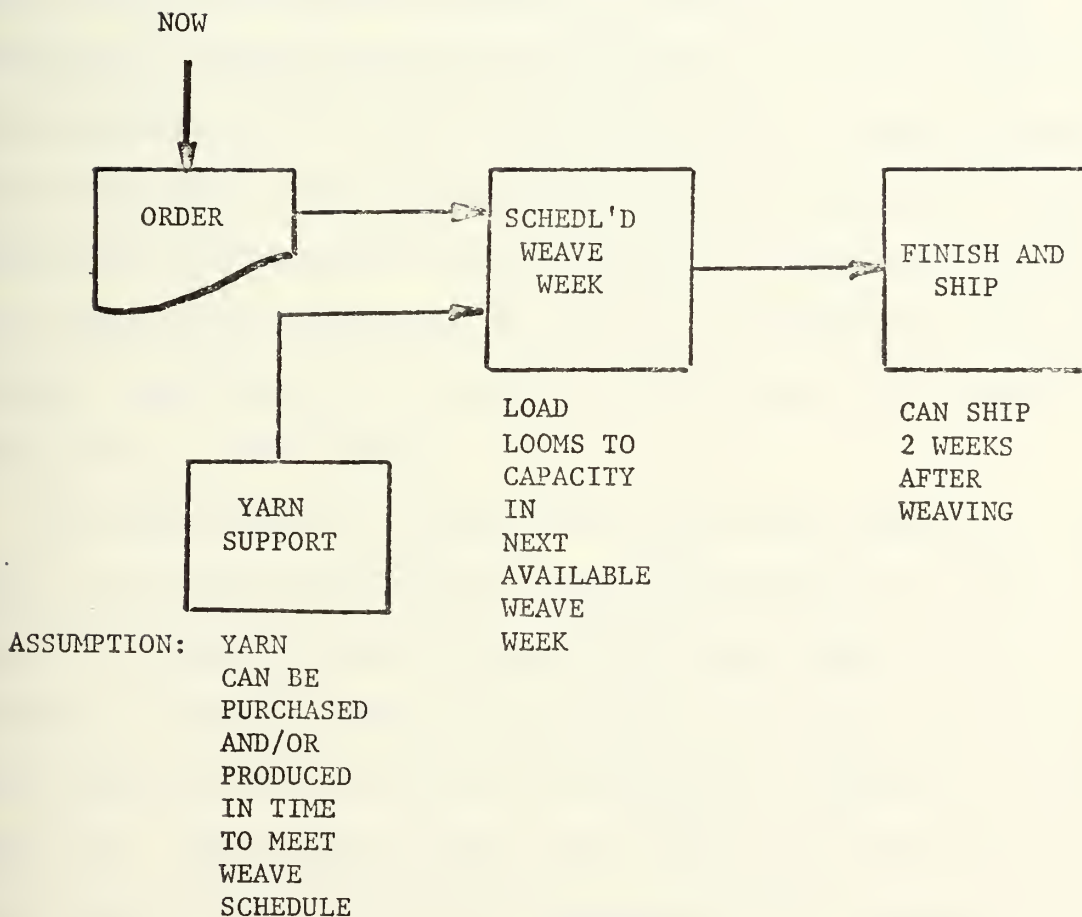 NOW
ORDER
SCHEDL'D
WEAVE
WEEK
FINISH AND
SHIP
YARN
SUPPORT
LOAD
LOOMS TO
CAPACITY
IN
NEXT
AVAILABLE
WEAVE
WEEK
CAN SHIP
2 WEEKS
AFTER
WEAVING
ASSUMPTION: YARN
CAN BE
PURCHASED
AND/OR
PRODUCED
IN TIME
TO MEET
WEAVE
SCHEDULE